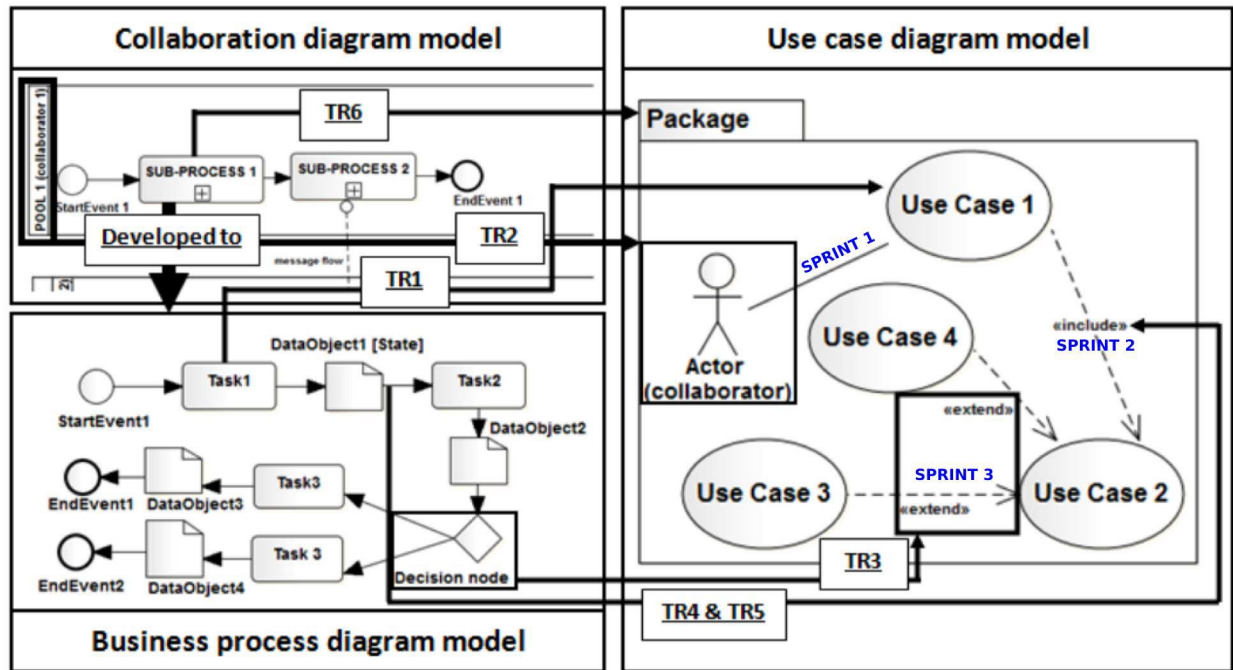 Collaboration diagram model
POOL 1 (collaborator 1)
TR6
SUB-PROCESS 1
SUB-PROCESS 2
StartEvent 1
EndEvent 1
Developed to
TR2
message flow
TR1
DataObject1 [State]
Task1
Task2
StartEvent1
DataObject2
Task3
EndEvent1
DataObject3
Task 3
EndEvent2
DataObject4
Decision node
Business process diagram model
Use case diagram model
Package
Use Case 1
SPRINT 1
Use Case 4
«include»
SPRINT 2
Actor
(collaborator)
«extend»
SPRINT 3
Use Case 3
Use Case 2
«extend»
TR3
TR4 & TR5